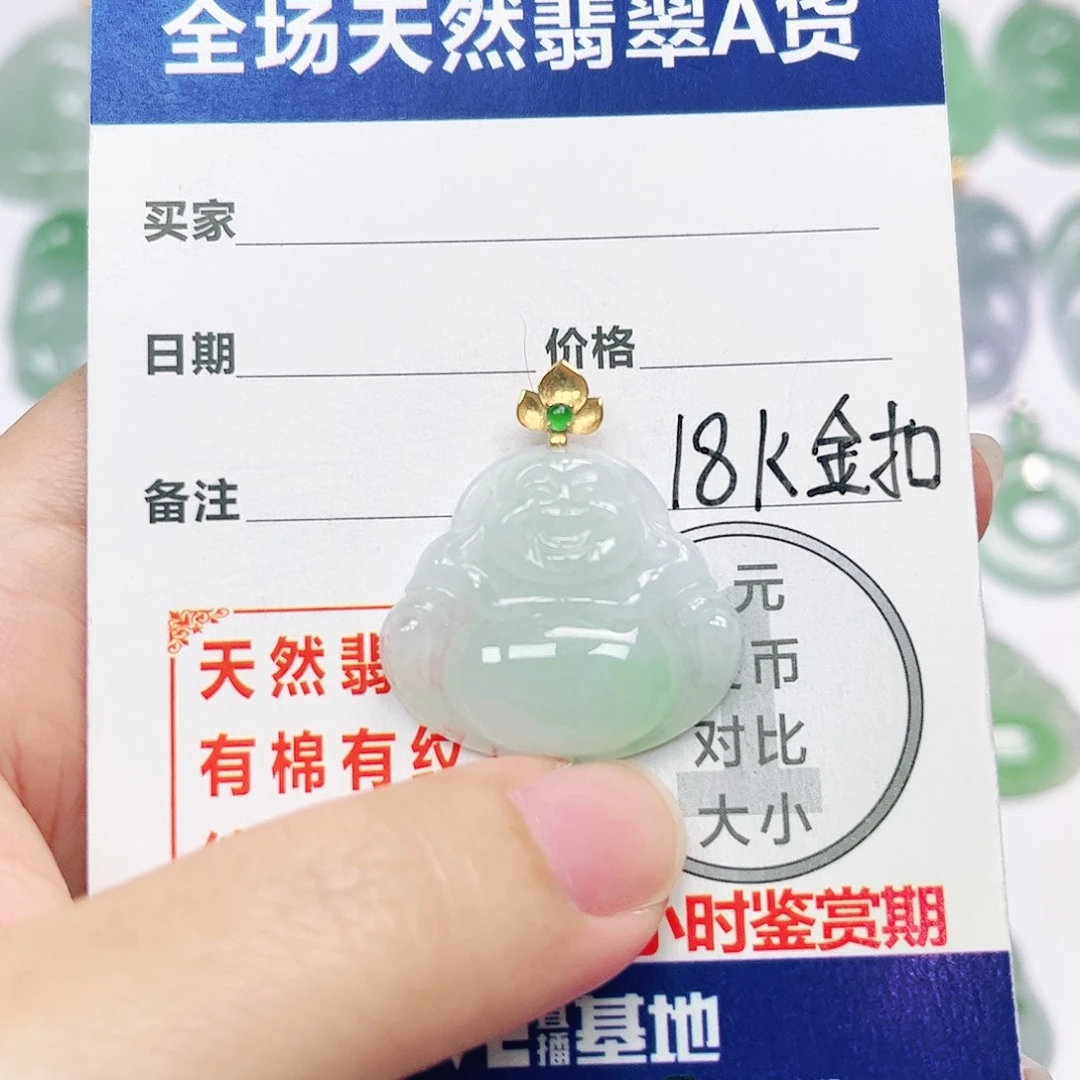 全场天然翡翠A货
买家
日期 价格
备注
18K金扣
元
币
对比
大小
天然翡
有棉有纹
小时鉴赏期
直播基地